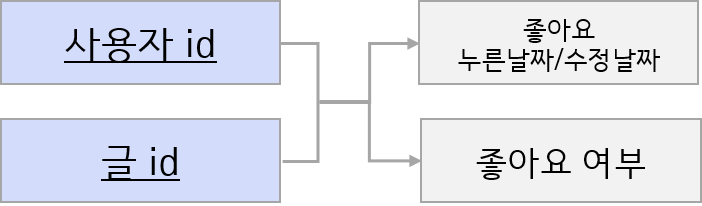 사용자 id
좋아요
누른날짜/수정날짜
글 id
좋아요 여부